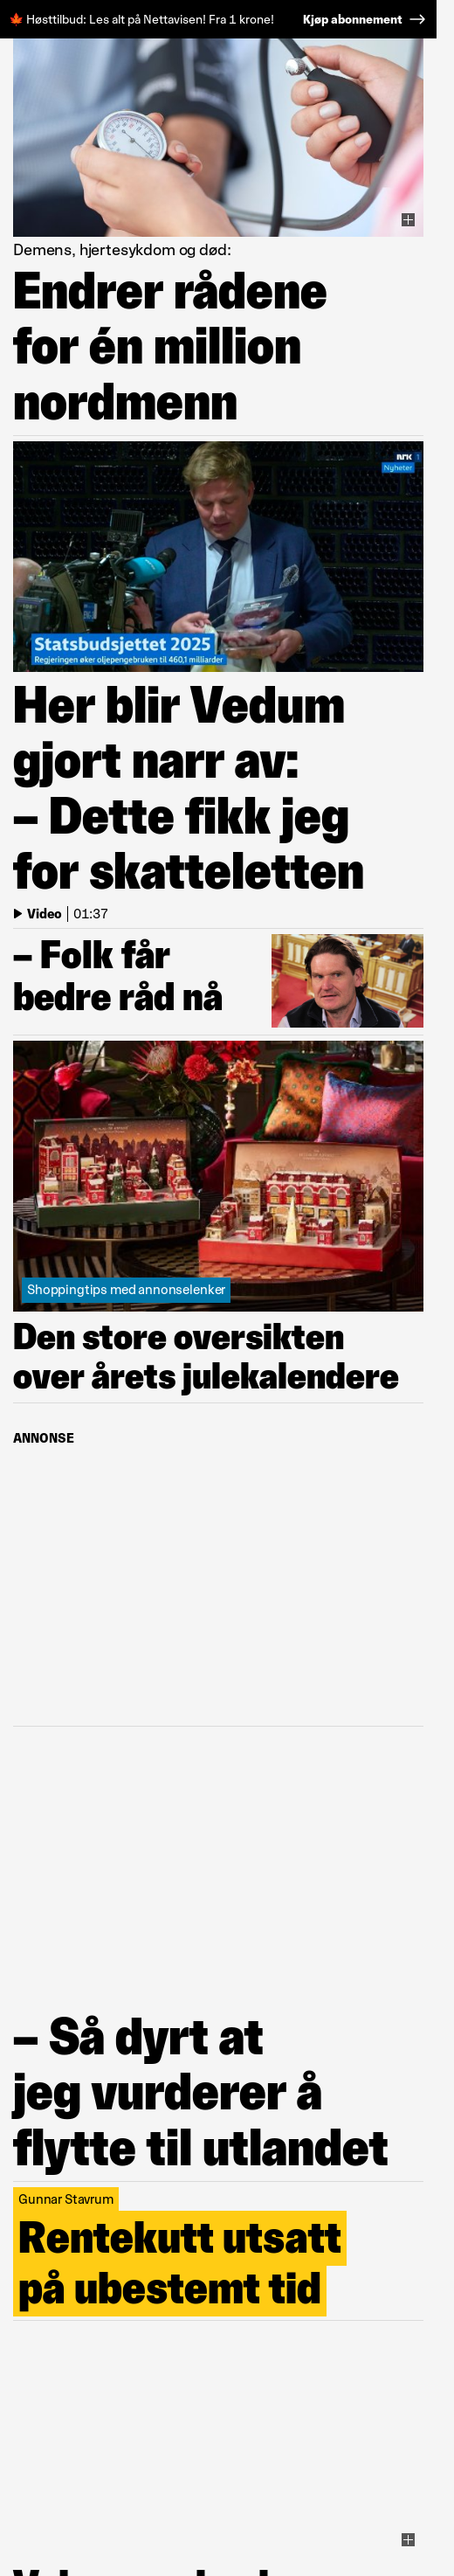 🍁 Høsttilbud: Les alt på Nettavisen! Fra 1 krone!
Kjøp abonnement →
Demens, hjertesykdom og død:
Endrer rådene
for én million
nordmenn
NRK 1
Nyheter
Statsbudsjettet 2025
Regjeringen øker oljepengebruken til 460,1 milliarder
Her blir Vedum
gjort narr av:
– Dette fikk jeg
for skatteletten
Video | 01:37
– Folk får
bedre råd nå
Shoppingtips med annonselenker
Den store oversikten
over årets julekalendere
ANNONSE
– Så dyrt at
jeg vurderer å
flytte til utlandet
Gunnar Stavrum
Rentekutt utsatt
på ubestemt tid